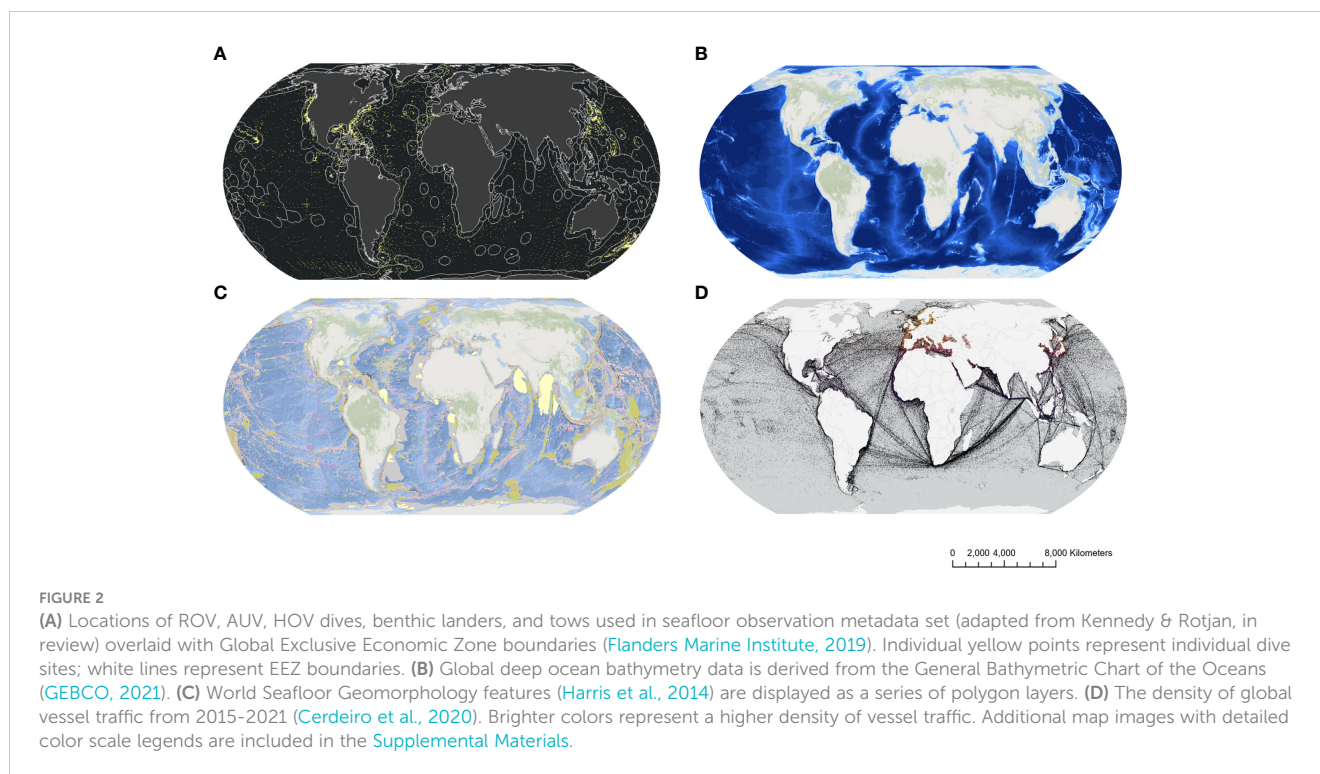 A
B
C
D
0 2,000 4,000 8,000 Kilometers
FIGURE 2
(A) Locations of ROV, AUV, HOV dives, benthic landers, and tows used in seafloor observation metadata set (adapted from Kennedy & Rotjan, in
review) overlaid with Global Exclusive Economic Zone boundaries (Flanders Marine Institute, 2019). Individual yellow points represent individual dive
sites; white lines represent EEZ boundaries. (B) Global deep ocean bathymetry data is derived from the General Bathymetric Chart of the Oceans
(GEBCO, 2021). (C) World Seafloor Geomorphology features (Harris et al., 2014) are displayed as a series of polygon layers. (D) The density of global
vessel traffic from 2015-2021 (Cerdeiro et al., 2020). Brighter colors represent a higher density of vessel traffic. Additional map images with detailed
color scale legends are included in the Supplemental Materials.